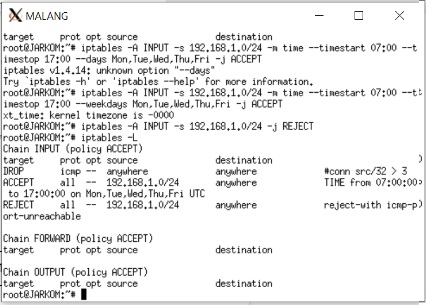 MALANG
target prot opt source destination
root@JARKOM:~# iptables -A INPUT -s 192.168.1.0/24 -m time --timestart 07:00 --t
imestop 17:00 --days Mon,Tue,Wed,Thu,Fri -j ACCEPT
iptables v1.4.14: unknown option "--days"
Try `iptables -h' or 'iptables --help' for more information.
root@JARKOM:~# iptables -A INPUT -s 192.168.1.0/24 -m time --timestart 07:00 --t
imestop 17:00 --weekdays Mon,Tue,Wed,Thu,Fri -j ACCEPT
xt_time: kernel timezone is -0000
root@JARKOM:~# iptables -A INPUT -s 192.168.1.0/24 -j REJECT
root@JARKOM:~# iptables -L
Chain INPUT (policy ACCEPT)
target prot opt source destination
DROP icmp -- anywhere anywhere #conn src/32 > 3
ACCEPT all -- 192.168.1.0/24 anywhere TIME from 07:00:00
to 17:00:00 on Mon,Tue,Wed,Thu,Fri UTC
REJECT all -- 192.168.1.0/24 anywhere reject-with icmp-p
ort-unreachable
Chain FORWARD (policy ACCEPT)
target prot opt source destination
Chain OUTPUT (policy ACCEPT)
target prot opt source destination
root@JARKOM:~#